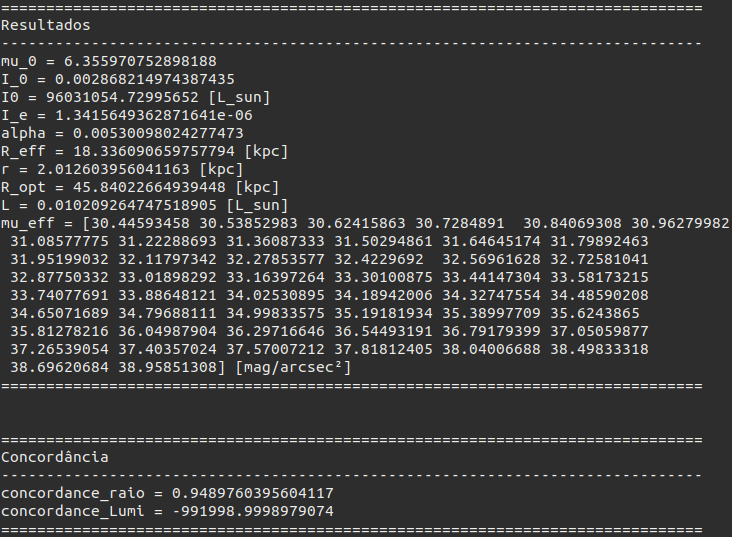 ==============================================================================
Resultados
------------------------------------------------------------------------------
mu_0 = 6.355970752898188
I_0 = 0.002868214974387435
I0 = 96031054.72995652 [L_sun]
I_e = 1.3415649362871641e-06
alpha = 0.00530098024277473
R_eff = 18.336090659757794 [kpc]
r = 2.012603956041163 [kpc]
R_opt = 45.84022664939448 [kpc]
L = 0.010209264747518905 [L_sun]
mu_eff = [30.44593458 30.53852983 30.62415863 30.7284891  30.84069308 30.96279982
 31.08577775 31.22288693 31.36087333 31.50294861 31.64645174 31.79892463
 31.95199032 32.11797342 32.27853577 32.4229692  32.56961628 32.72581041
 32.87750332 33.01898292 33.16397264 33.30100875 33.44147304 33.58173215
 33.74077691 33.88648121 34.02530895 34.18942006 34.32747554 34.48590208
 34.65071689 34.79688111 34.99833575 35.19181934 35.38997709 35.6243865
 35.81278216 36.04987904 36.29716646 36.54493191 36.79179399 37.05059877
 37.26539054 37.40357024 37.57007212 37.81812405 38.04006688 38.49833318
 38.69620684 38.95851308] [mag/arcsec²]
==============================================================================
==============================================================================
Concordância
------------------------------------------------------------------------------
concordance_raio = 0.9489760395604117
concordance_Lumi = -991998.9998979074
==============================================================================